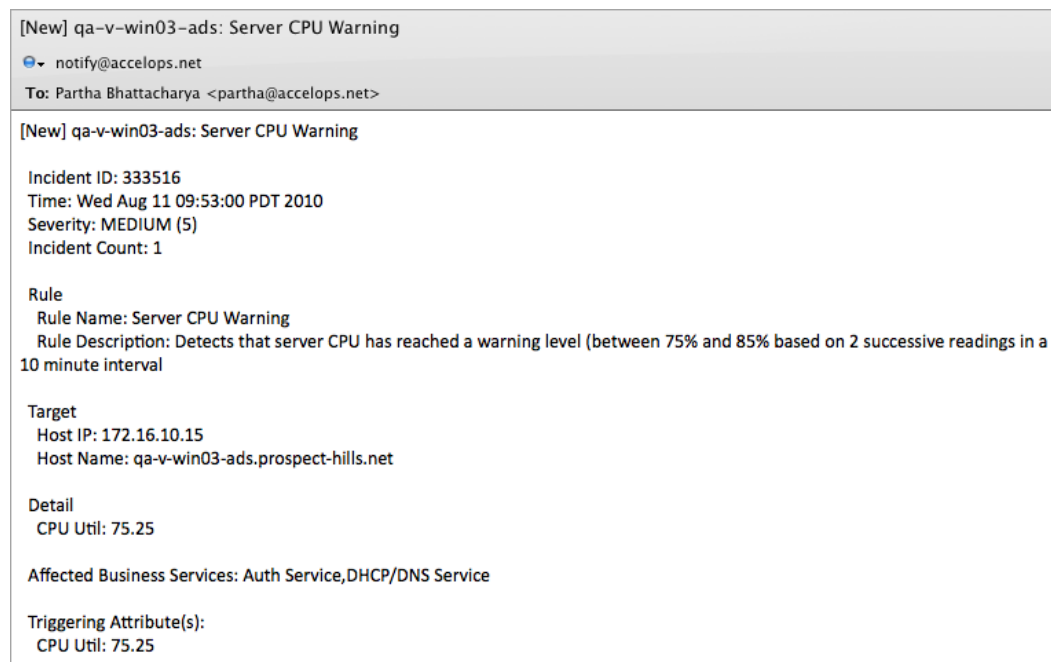 [New] qa-v-win03-ads: Server CPU Warning
notify@accelops.net
To: Partha Bhattacharya <partha@accelops.net>
[New] qa-v-win03-ads: Server CPU Warning
Incident ID: 333516
Time: Wed Aug 11 09:53:00 PDT 2010
Severity: MEDIUM (5)
Incident Count: 1
Rule
Rule Name: Server CPU Warning
Rule Description: Detects that server CPU has reached a warning level (between 75% and 85% based on 2 successive readings in a
10 minute interval
Target
Host IP: 172.16.10.15
Host Name: qa-v-win03-ads.prospect-hills.net
Detail
CPU Util: 75.25
Affected Business Services: Auth Service,DHCP/DNS Service
Triggering Attribute(s):
CPU Util: 75.25